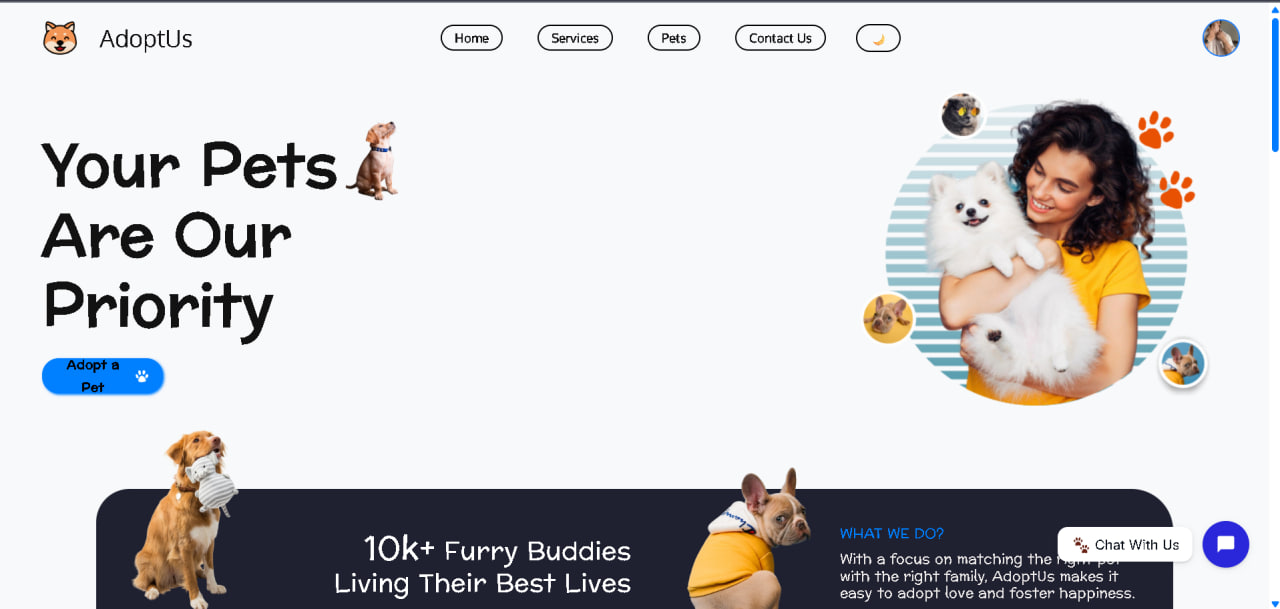 AdoptUs
Home
Services
Pets
Contact Us
Your Pets
Are Our
Priority
Adopt a
Pet
10k+ Furry Buddies
Living Their Best Lives
WHAT WE DO?
With a focus on matching the right pet
with the right family, AdoptUs makes it
easy to adopt love and foster happiness.
Chat With Us